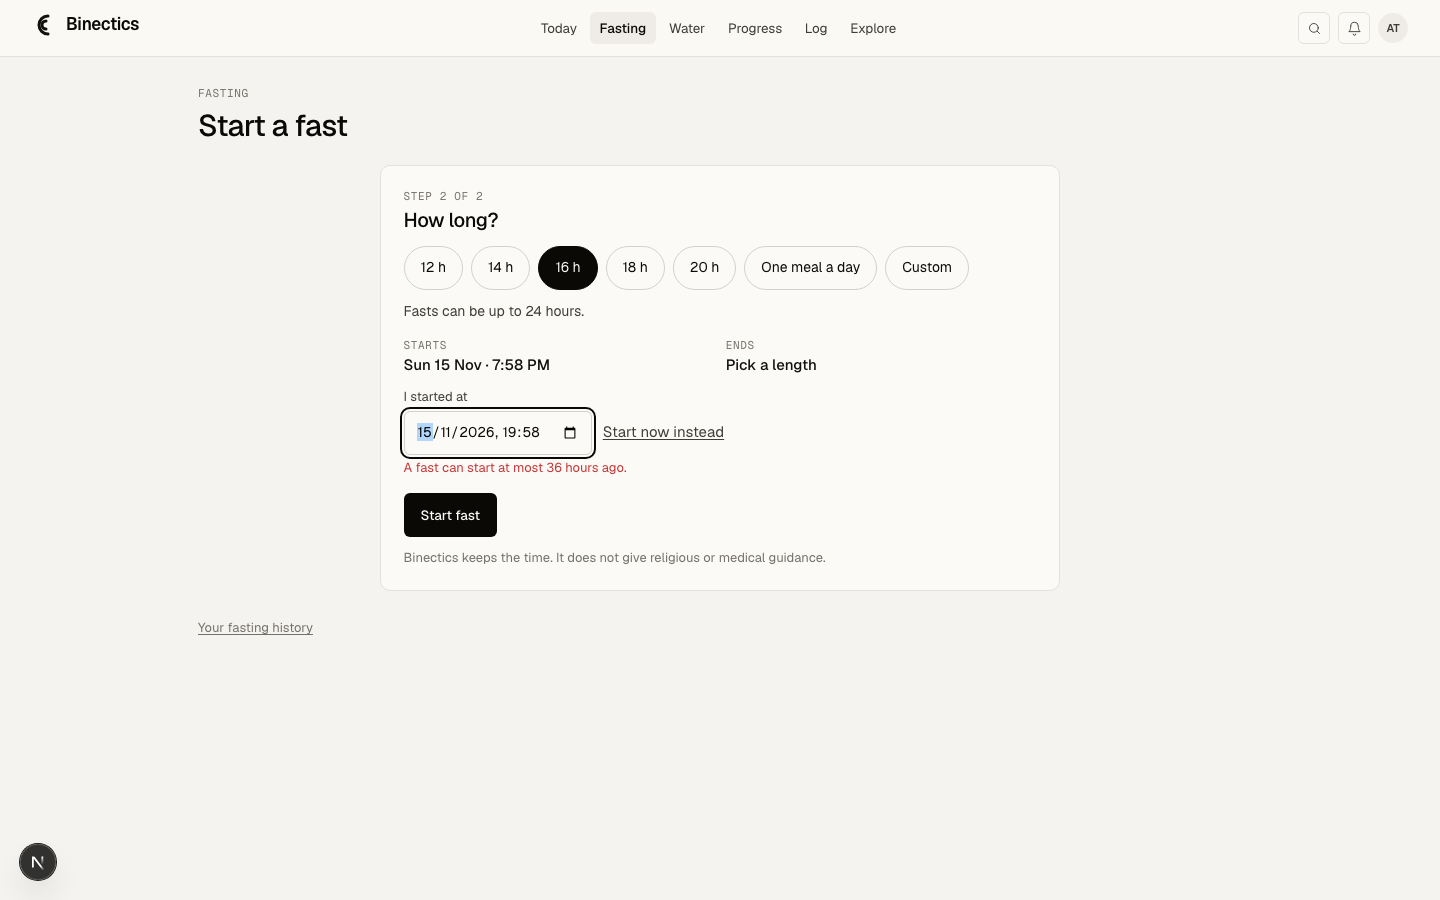 Binectics
Today Fasting Water Progress Log Explore
AT
FASTING
Start a fast
STEP 2 OF 2
How long?
12 h 14 h 16 h 18 h 20 h One meal a day Custom
Fasts can be up to 24 hours.
STARTS ENDS
Sun 15 Nov · 7:58 PM Pick a length
I started at
15/11/2026, 19:58 Start now instead
A fast can start at most 36 hours ago.
Start fast
Binectics keeps the time. It does not give religious or medical guidance.
Your fasting history
N